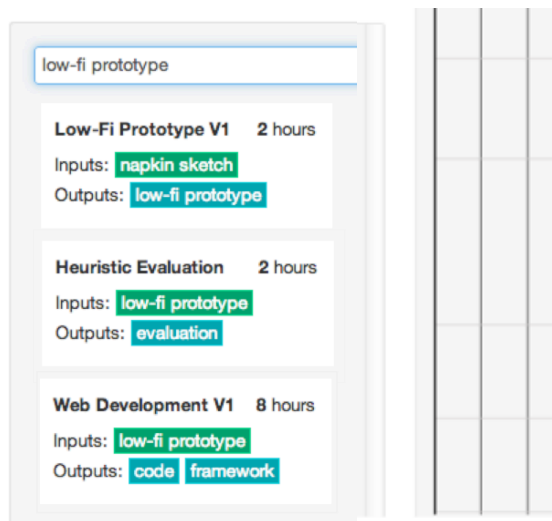 low-fi prototype
Low-Fi Prototype V1 2 hours
Inputs: napkin sketch
Outputs: low-fi prototype
Heuristic Evaluation 2 hours
Inputs: low-fi prototype
Outputs: evaluation
Web Development V1 8 hours
Inputs: low-fi prototype
Outputs: code framework